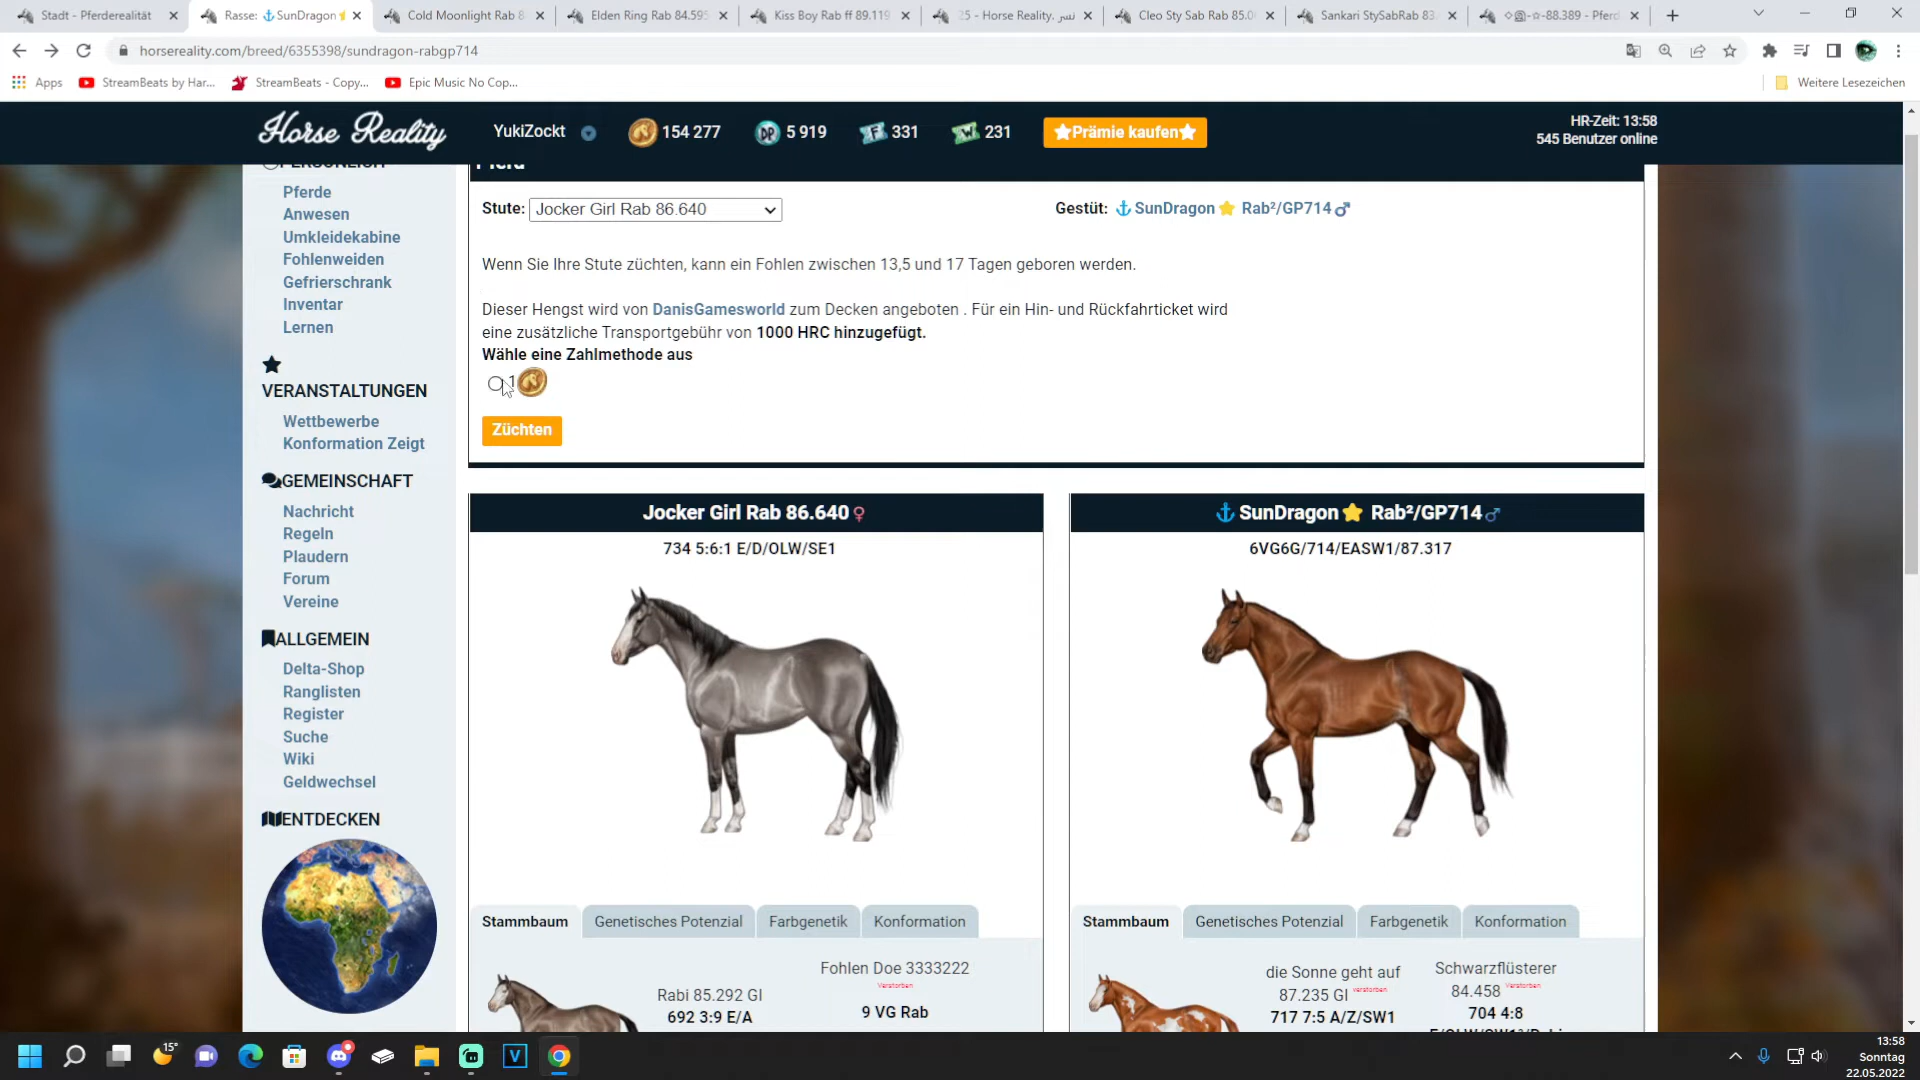 Stadt - Pferderealität
Rasse: ⚓SunDragon
Cold Moonlight Rab 8
Elden Ring Rab 84.595
Kiss Boy Rab ff 89.119
25 - Horse Reality. نسر
Cleo Sty Sab Rab 85.0
Sankari StySabRab 83.
-88.389 - Pferd
horsereality.com/breed/6355398/sundragon-rabgp714
Apps
StreamBeats by Har...
StreamBeats - Copy...
Epic Music No Cop...
Weitere Lesezeichen
Horse Reality
YukiZockt
154 277
DP 5 919
F 331
W 231
★Prämie kaufen★
HR-Zeit: 13:58
545 Benutzer online
PERSÖNLICH
Pferde
Anwesen
Umkleidekabine
Fohlenweiden
Gefrierschrank
Inventar
Lernen
VERANSTALTUNGEN
Wettbewerbe
Konformation Zeigt
GEMEINSCHAFT
Nachricht
Regeln
Plaudern
Forum
Vereine
ALLGEMEIN
Delta-Shop
Ranglisten
Register
Suche
Wiki
Geldwechsel
ENTDECKEN
Pferd
Stute: Jocker Girl Rab 86.640
Gestüt: ⚓SunDragon⭐ Rab²/GP714♂
Wenn Sie Ihre Stute züchten, kann ein Fohlen zwischen 13,5 und 17 Tagen geboren werden.
Dieser Hengst wird von DanisGamesworld zum Decken angeboten . Für ein Hin- und Rückfahrticket wird
eine zusätzliche Transportgebühr von 1000 HRC hinzugefügt.
Wähle eine Zahlmethode aus
1
Züchten
Jocker Girl Rab 86.640♀
734 5:6:1 E/D/OLW/SE1
Stammbaum
Genetisches Potenzial
Farbgenetik
Konformation
Rabi 85.292 GI
692 3:9 E/A
Fohlen Doe 3333222
Verstorben
9 VG Rab
⚓SunDragon⭐ Rab²/GP714♂
6VG6G/714/EASW1/87.317
Stammbaum
Genetisches Potenzial
Farbgenetik
Konformation
die Sonne geht auf
87.235 GI verstorben
717 7:5 A/Z/SW1
Schwarzflüsterer
84.458 Verstorben
704 4:8
15°
V
13:58
Sonntag
22.05.2022